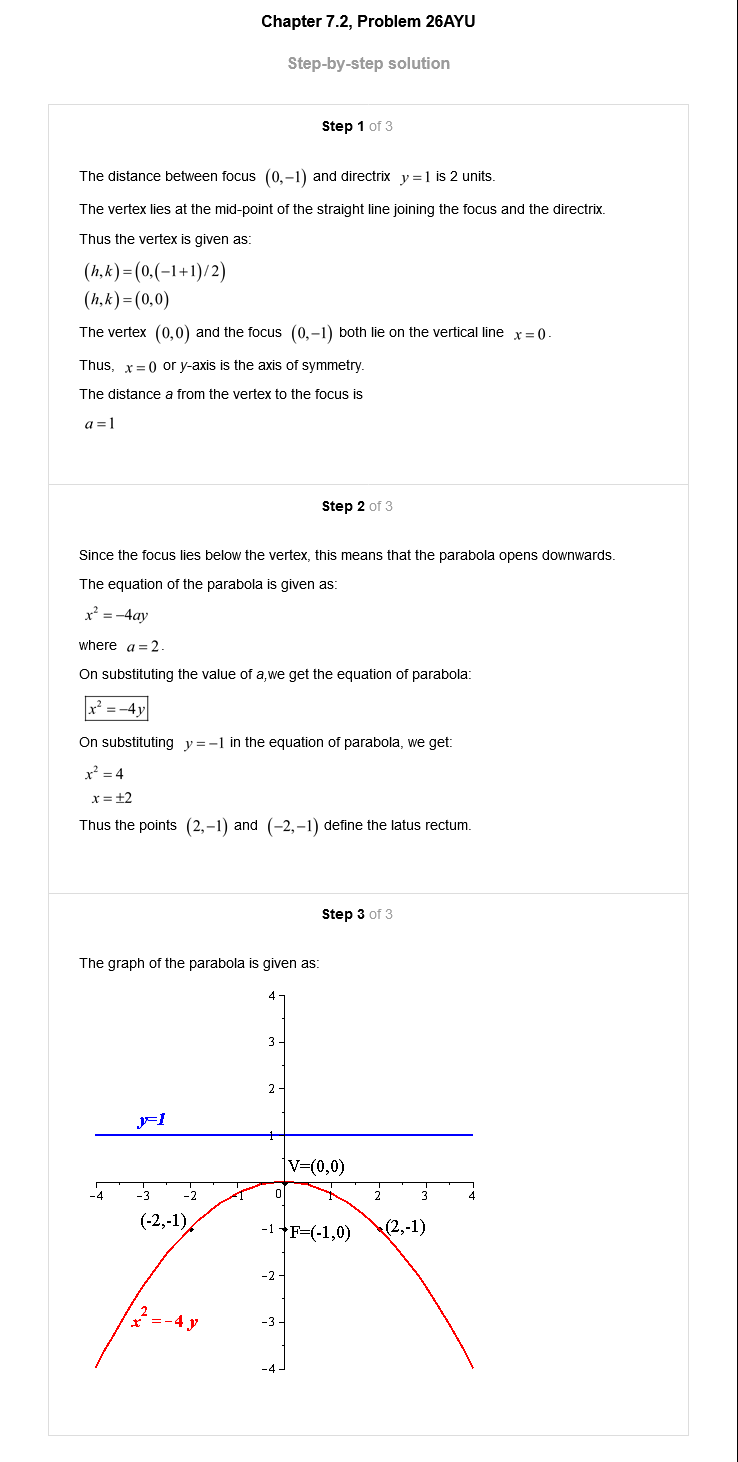 Chapter 7.2, Problem 26AYU
Step-by-step solution
Step 1 of 3
The distance between focus (0,−1) and directrix y=1 is 2 units.
The vertex lies at the mid-point of the straight line joining the focus and the directrix.
Thus the vertex is given as:
(h,k)=(0,(−1+1)/2)
(h,k)=(0,0)
The vertex (0,0) and the focus (0,−1) both lie on the vertical line x=0.
Thus, x=0 or y-axis is the axis of symmetry.
The distance a from the vertex to the focus is
a=1
Step 2 of 3
Since the focus lies below the vertex, this means that the parabola opens downwards.
The equation of the parabola is given as:
x²=−4ay
where a=2.
On substituting the value of a,we get the equation of parabola:
x²=−4y
On substituting y=−1 in the equation of parabola, we get:
x²=4
x=±2
Thus the points (2,−1) and (−2,−1) define the latus rectum.
Step 3 of 3
The graph of the parabola is given as:
4
3
2
y=1
1
V=(0,0)
-4 -3 -2 -1 0 1 2 3 4
(-2,-1) -1 F=(-1,0) (2,-1)
-2
x²=-4 y -3
-4